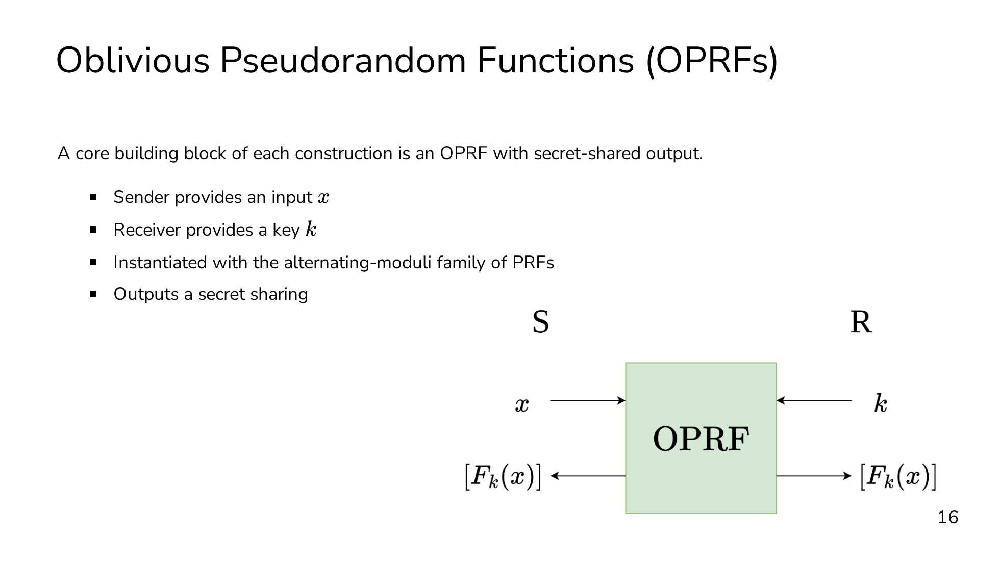 Oblivious Pseudorandom Functions (OPRFs)
A core building block of each construction is an OPRF with secret-shared output.
▪ Sender provides an input x
▪ Receiver provides a key k
▪ Instantiated with the alternating-moduli family of PRFs
▪ Outputs a secret sharing
S R
x k
OPRF
[F_k(x)] [F_k(x)]
16